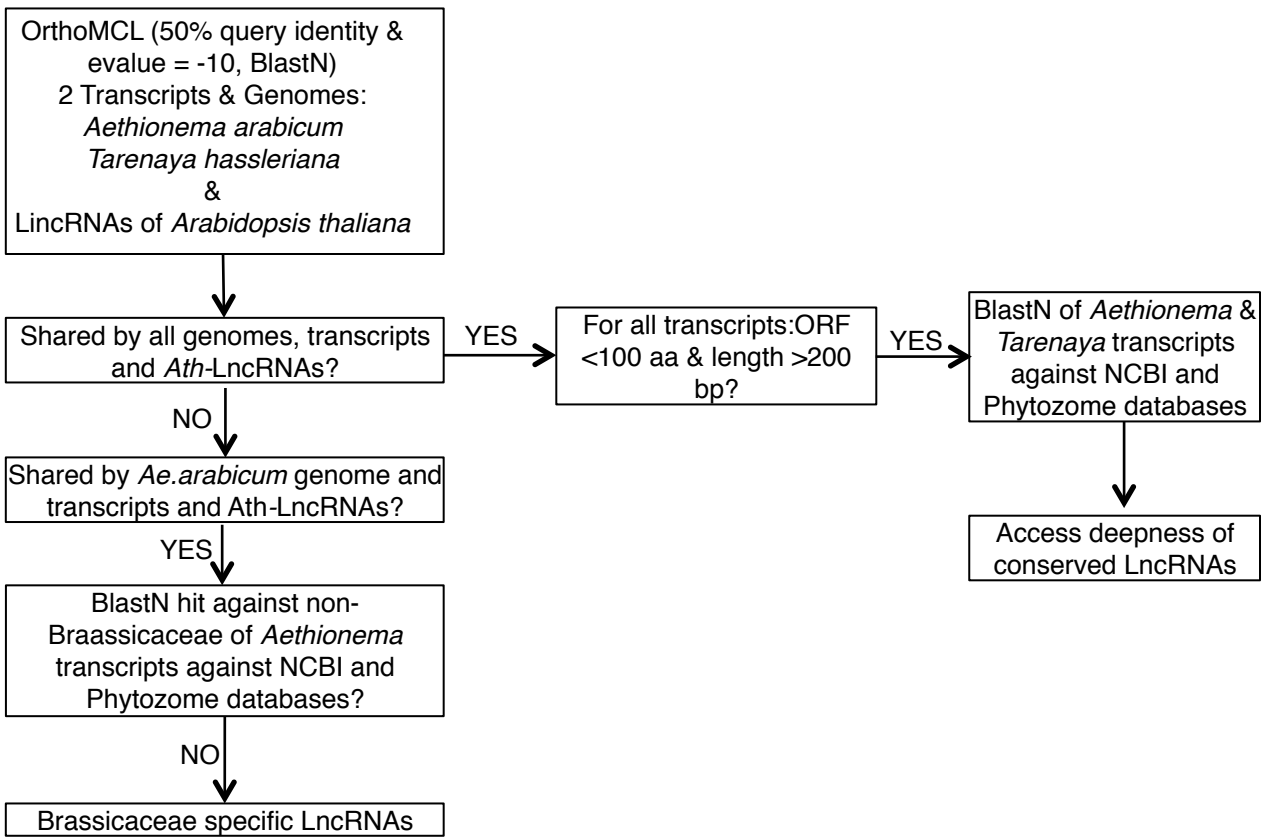 OrthoMCL (50% query identity &
evalue = -10, BlastN)
2 Transcripts & Genomes:
Aethionema arabicum
Tarenaya hassleriana
&
LincRNAs of Arabidopsis thaliana
Shared by all genomes, transcripts
and Ath-LncRNAs?
YES
For all transcripts:ORF
<100 aa & length >200
bp?
YES
BlastN of Aethionema &
Tarenaya transcripts
against NCBI and
Phytozome databases
NO
Shared by Ae.arabicum genome and
transcripts and Ath-LncRNAs?
Access deepness of
conserved LncRNAs
YES
BlastN hit against non-
Braassicaceae of Aethionema
transcripts against NCBI and
Phytozome databases?
NO
Brassicaceae specific LncRNAs